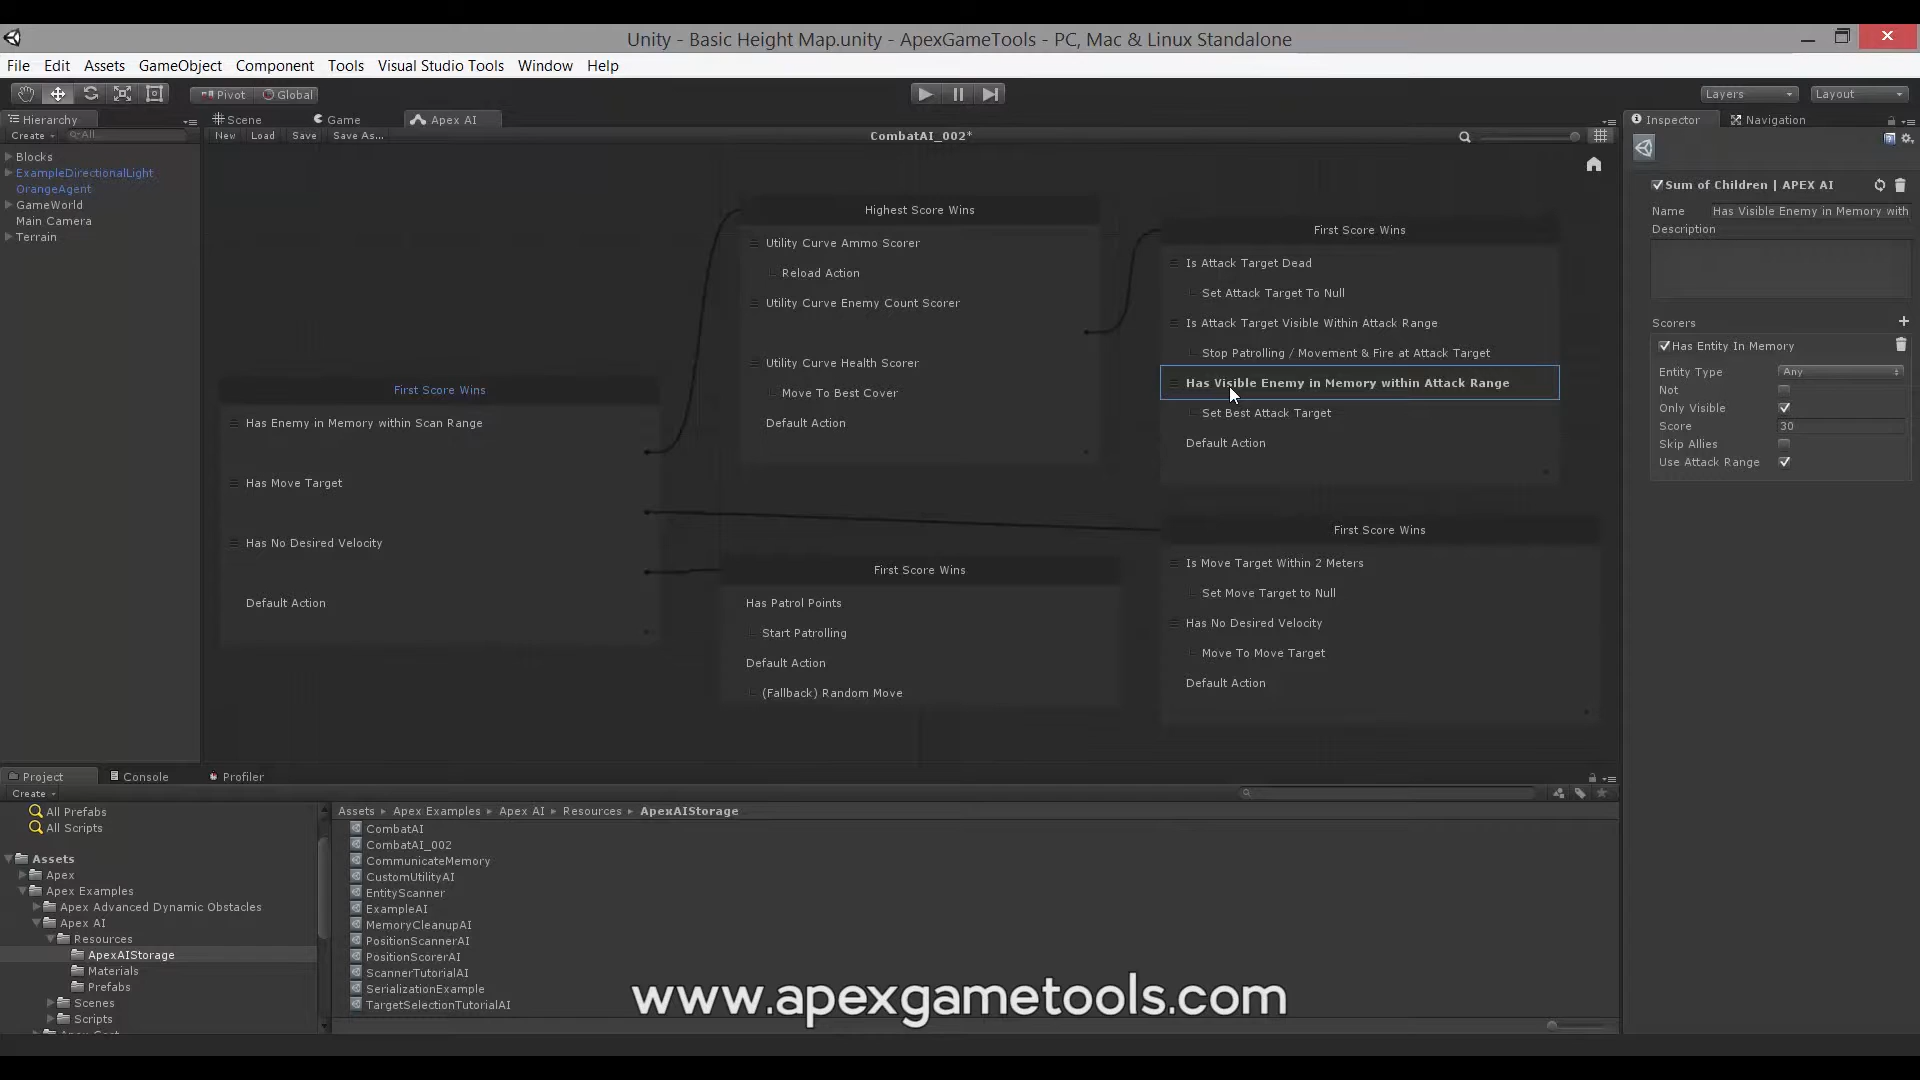 Unity - Basic Height Map.unity - ApexGameTools - PC, Mac & Linux Standalone
File Edit Assets GameObject Component Tools Visual Studio Tools Window Help
Pivot Global
Layers Layout
Hierarchy
Create All
Blocks
ExampleDirectionalLight
OrangeAgent
GameWorld
Main Camera
Terrain
Scene Game Apex AI
New Load Save Save As...
CombatAI_002*
First Score Wins
Has Enemy in Memory within Scan Range
Has Move Target
Has No Desired Velocity
Default Action
Highest Score Wins
Utility Curve Ammo Scorer
Reload Action
Utility Curve Enemy Count Scorer
Utility Curve Health Scorer
Move To Best Cover
Default Action
First Score Wins
Has Patrol Points
Start Patrolling
Default Action
(Fallback) Random Move
First Score Wins
Is Attack Target Dead
Set Attack Target To Null
Is Attack Target Visible Within Attack Range
Stop Patrolling / Movement & Fire at Attack Target
Has Visible Enemy in Memory within Attack Range
Set Best Attack Target
Default Action
First Score Wins
Is Move Target Within 2 Meters
Set Move Target to Null
Has No Desired Velocity
Move To Move Target
Default Action
Inspector Navigation
Sum of Children | APEX AI
Name Has Visible Enemy in Memory with
Description
Scorers
Has Entity In Memory
Entity Type Any
Not
Only Visible
Score 30
Skip Allies
Use Attack Range
Project Console Profiler
Create
All Prefabs
All Scripts
Assets
Apex
Apex Examples
Apex Advanced Dynamic Obstacles
Apex AI
Resources
ApexAIStorage
Materials
Prefabs
Scenes
Scripts
Assets Apex Examples Apex AI Resources ApexAIStorage
CombatAI
CombatAI_002
CommunicateMemory
CustomUtilityAI
EntityScanner
ExampleAI
MemoryCleanupAI
PositionScannerAI
PositionScorerAI
ScannerTutorialAI
SerializationExample
TargetSelectionTutorialAI
www.apexgametools.com